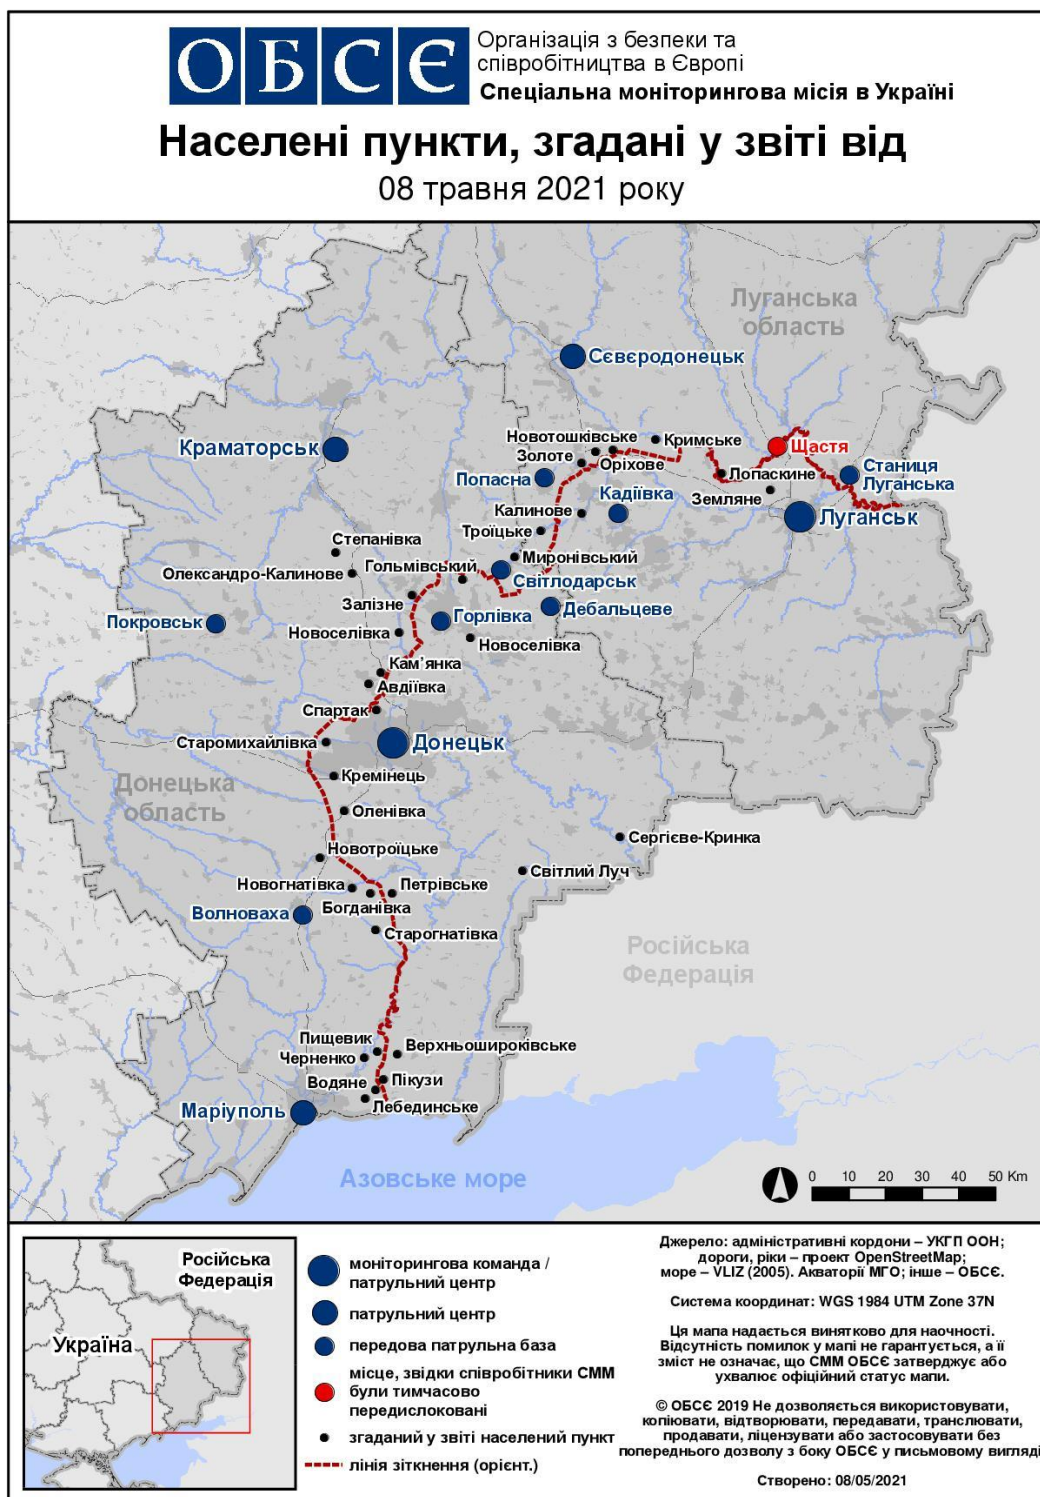 ОБСЄ
Організація з безпеки та
співробітництва в Європі
Спеціальна моніторингова місія в Україні
Населені пункти, згадані у звіті від
08 травня 2021 року
Луганська
область
Сєвєродонецьк
Краматорськ
Новотошківське
Кримське
Щастя
Золоте
Оріхове
Попасна
Лопаскине
Станиця
Луганська
Кадіївка
Земляне
Калинове
Луганськ
Троїцьке
Степанівка
Миронівський
Гольмівський
Олександро-Калинове
Світлодарськ
Залізне
Дебальцеве
Покровськ
Горлівка
Новоселівка
Новоселівка
Кам'янка
Авдіївка
Спартак
Старомихайлівка
Донецьк
Кремінець
Донецька
область
Оленівка
Сергієве-Кринка
Новотроїцьке
Світлий Луч
Новогнатівка
Петрівське
Богданівка
Волноваха
Старогнатівка
Російська
Федерація
Пищевик
Верхньошироківське
Черненко
Пікузи
Водяне
Лебединське
Маріуполь
Азовське море
0 10 20 30 40 50 Km
Російська
Федерація
Україна
моніторингова команда /
патрульний центр
патрульний центр
передова патрульна база
місце, звідки співробітники СММ
були тимчасово
передислоковані
згаданий у звіті населений пункт
лінія зіткнення (орієнт.)
Джерело: адміністративні кордони – УКГП ООН;
дороги, ріки – проект OpenStreetMap;
море – VLIZ (2005). Акваторії МГО; інше – ОБСЄ.
Система координат: WGS 1984 UTM Zone 37N
Ця мапа надається винятково для наочності.
Відсутність помилок у мапі не гарантується, а її
зміст не означає, що СММ ОБСЄ затверджує або
ухвалює офіційний статус мапи.
© ОБСЄ 2019 Не дозволяється використовувати,
копіювати, відтворювати, передавати, транслювати,
продавати, ліцензувати або застосовувати без
попереднього дозволу з боку ОБСЄ у письмовому вигляді
Створено: 08/05/2021